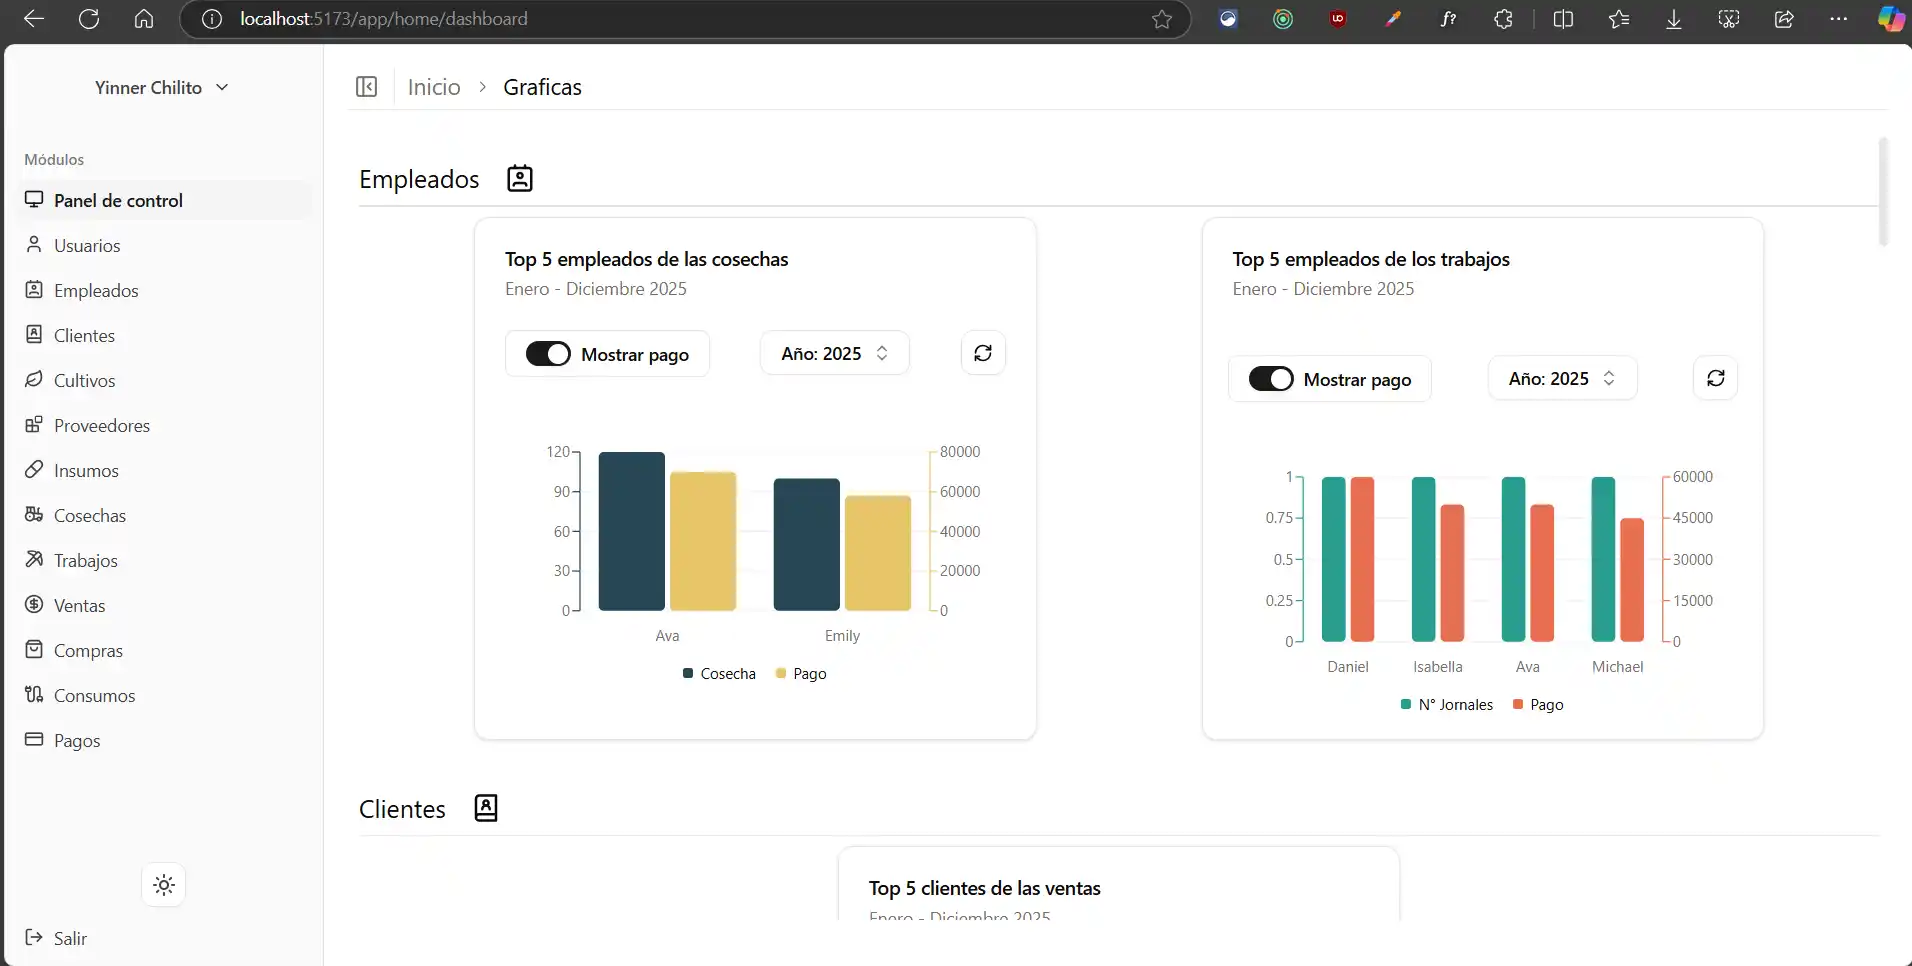 localhost:5173/app/home/dashboard
UO
f?
Yinner Chilito
Módulos
Panel de control
Usuarios
Empleados
Clientes
Cultivos
Proveedores
Insumos
Cosechas
Trabajos
Ventas
Compras
Consumos
Pagos
Salir
Inicio > Graficas
Empleados
Top 5 empleados de las cosechas
Enero - Diciembre 2025
Mostrar pago
Año: 2025
120
90
60
30
0
80000
60000
40000
20000
0
Ava
Emily
Cosecha
Pago
Top 5 empleados de los trabajos
Enero - Diciembre 2025
Mostrar pago
Año: 2025
1
0.75
0.5
0.25
0
60000
45000
30000
15000
0
Daniel
Isabella
Ava
Michael
N° Jornales
Pago
Clientes
Top 5 clientes de las ventas
Enero - Diciembre 2025